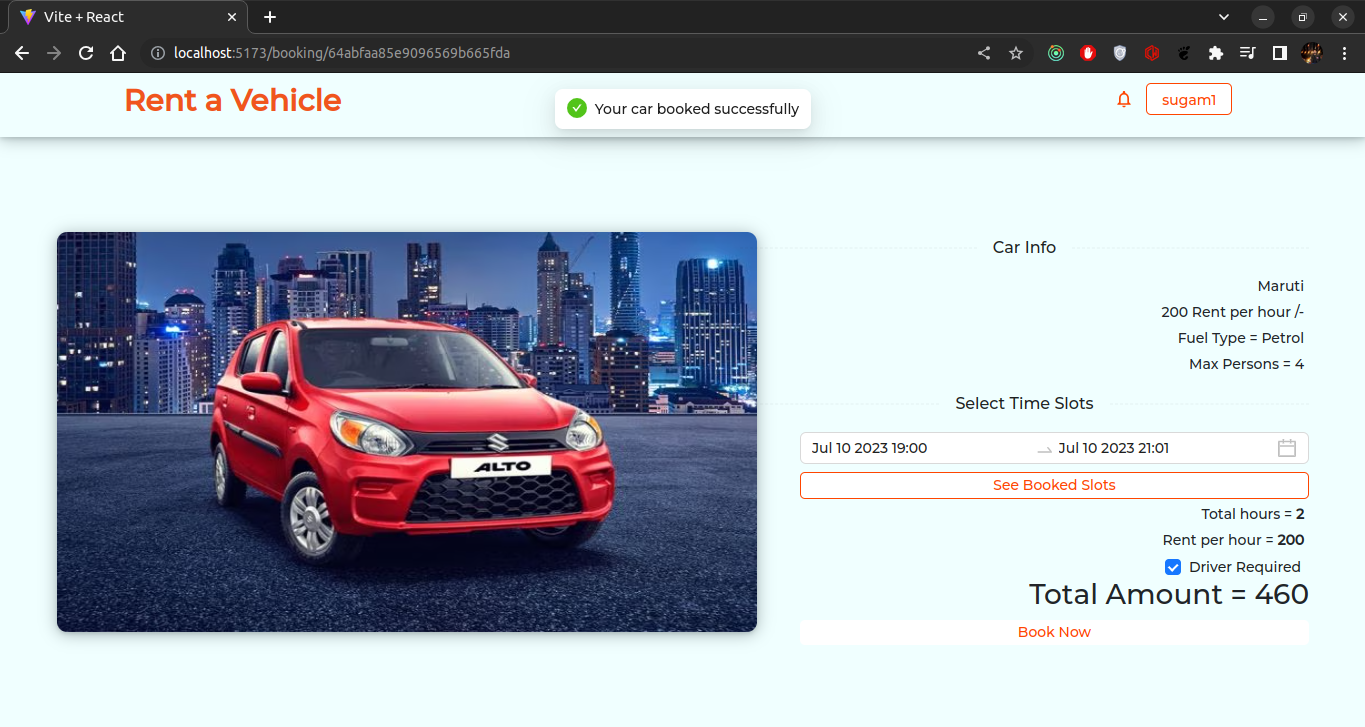 Vite + React
localhost:5173/booking/64abfaa85e9096569b665fda
Rent a Vehicle
Your car booked successfully
sugam1
ALTO
Car Info
Maruti
200 Rent per hour /-
Fuel Type = Petrol
Max Persons = 4
Select Time Slots
Jul 10 2023 19:00 Jul 10 2023 21:01
See Booked Slots
Total hours = 2
Rent per hour = 200
Driver Required
Total Amount = 460
Book Now